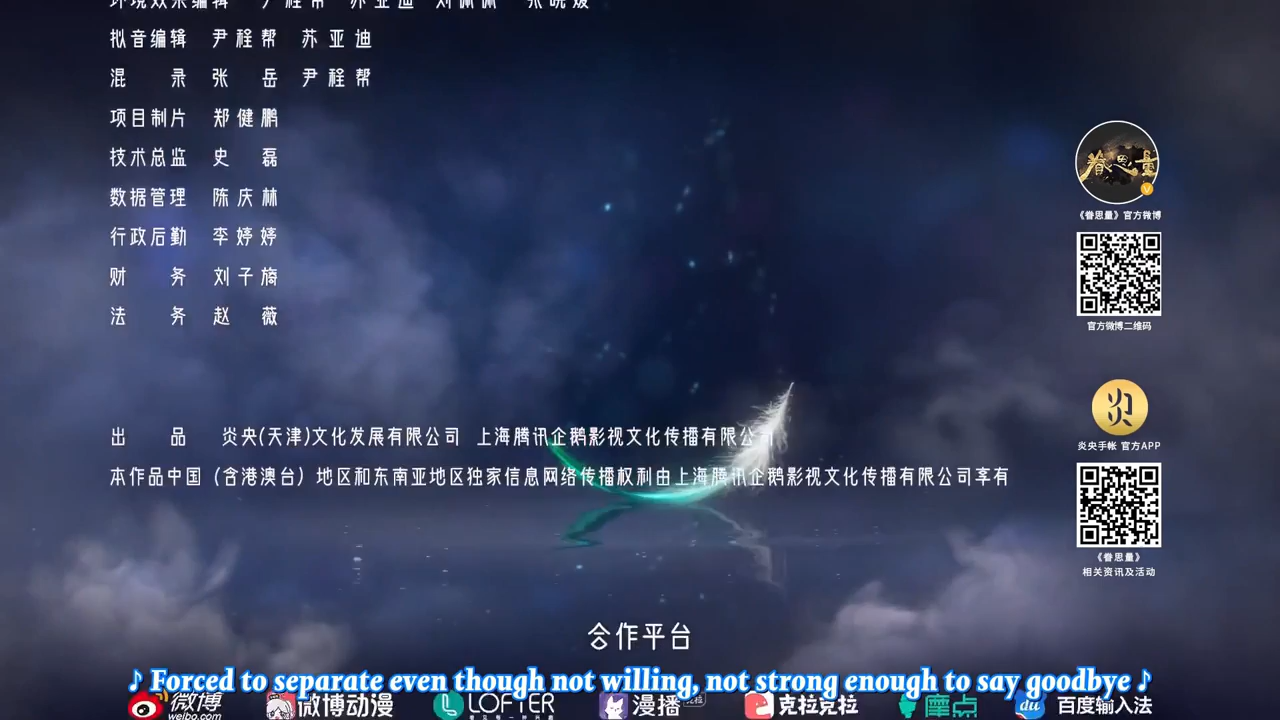 拟音编辑 尹程帮 苏亚迪
混录 张岳 尹程帮
项目制片 郑健鹏
技术总监 史磊
数据管理 陈庆林
行政后勤 李婷婷
财务 刘子旖
法务 赵薇
出品 炎央(天津)文化发展有限公司 上海腾讯企鹅影视文化传播有限公司
本作品中国（含港澳台）地区和东南亚地区独家信息网络传播权利由上海腾讯企鹅影视文化传播有限公司享有
眷思量
《眷思量》官方微博
官方微博二维码
炎央手帐 官方APP
《眷思量》
相关资讯及活动
合作平台
♪ Forced to separate even though not willing, not strong enough to say goodbye ♪
微博 weibo.com 微博动漫 LOFTER 漫播 克拉克拉 摩点 du 百度输入法